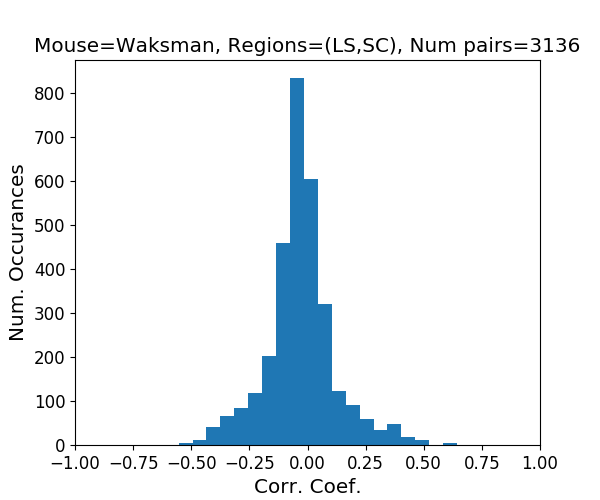 Mouse=Waksman, Regions=(LS,SC), Num pairs=3136
Num. Occurances
800
700
600
500
400
300
200
100
0
−1.00 −0.75 −0.50 −0.25 0.00 0.25 0.50 0.75 1.00
Corr. Coef.